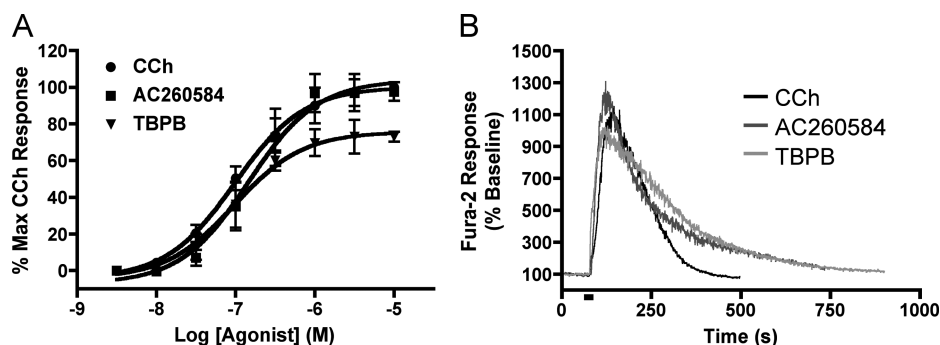 A
% Max CCh Response
120
100
80
60
40
20
0
-9
-8
-7
-6
-5
Log [Agonist] (M)
CCh
AC260584
TBPB
B
Fura-2 Response
(% Baseline)
1500
1300
1100
900
700
500
300
100
0
250
500
750
1000
Time (s)
CCh
AC260584
TBPB